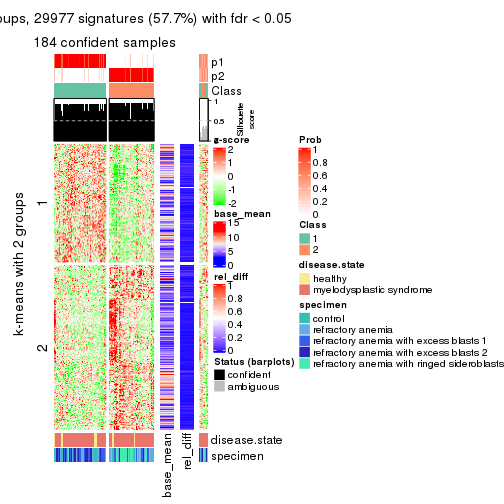 oups, 29977 signatures (57.7%) with fdr < 0.05
184 confident samples
p1
p2
Class
1
0.5
0
Silhouette
score
k-means with 2 groups
1
2
z-score
2
1
0
-1
-2
base_mean
15
10
5
0
rel_diff
1
0.8
0.6
0.4
0.2
0
Status (barplots)
confident
ambiguous
Prob
1
0.8
0.6
0.4
0.2
0
Class
1
2
disease.state
healthy
myelodysplastic syndrome
specimen
control
refractory anemia
refractory anemia with excess blasts 1
refractory anemia with excess blasts 2
refractory anemia with ringed sideroblasts
disease.state
specimen
base_mean
rel_diff